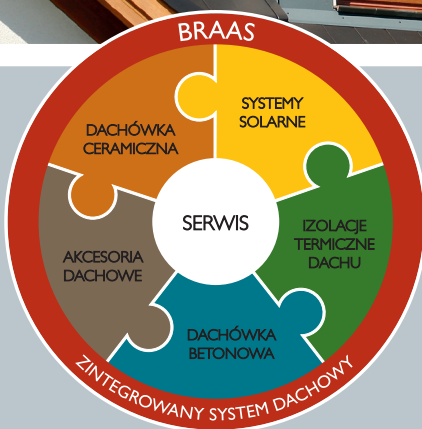 BRAAS
SYSTEMY
SOLARNE
DACHÓWKA
CERAMICZNA
SERWIS
IZOLACJE
TERMICZNE
DACHU
AKCESORIA
DACHOWE
DACHÓWKA
BETONOWA
ZINTEGROWANY SYSTEM DACHOWY